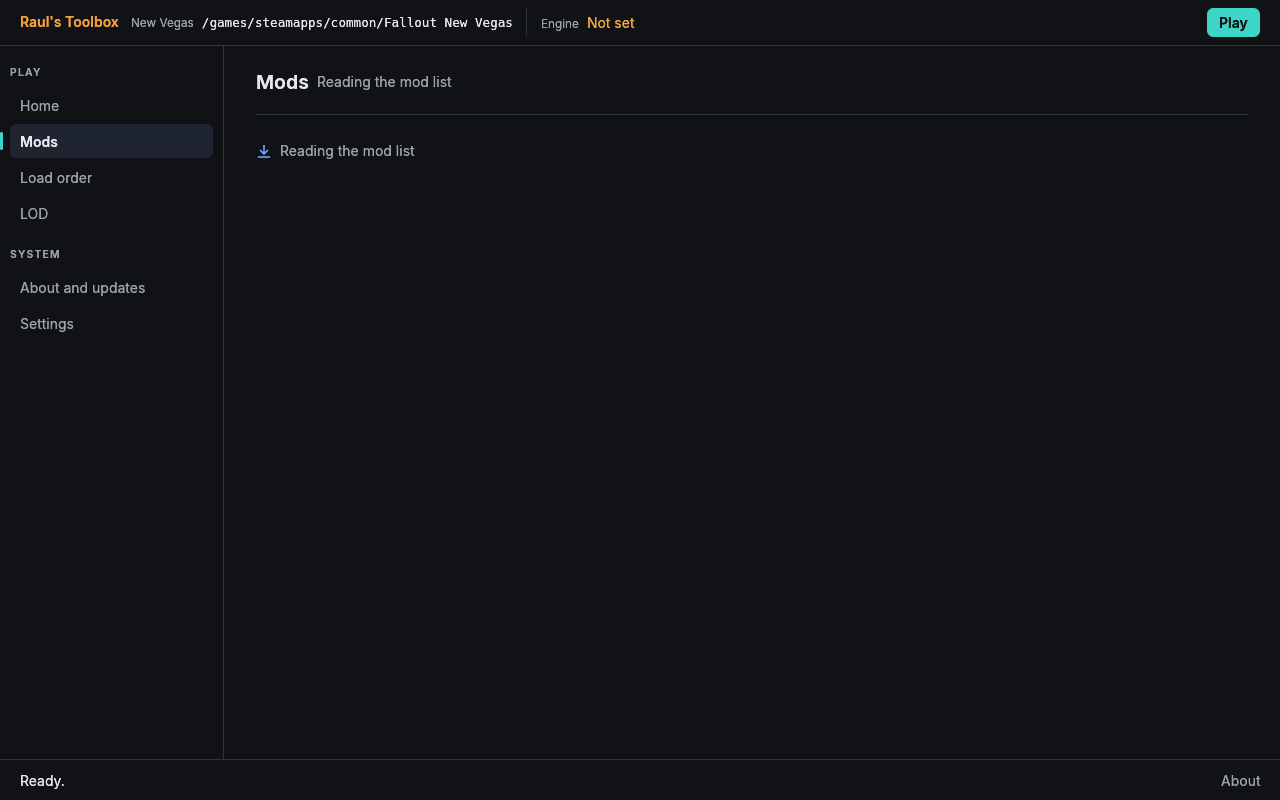 Raul's Toolbox New Vegas /games/steamapps/common/Fallout New Vegas Engine Not set Play
PLAY
Home
Mods
Load order
LOD
SYSTEM
About and updates
Settings
Mods Reading the mod list
Reading the mod list
Ready. About